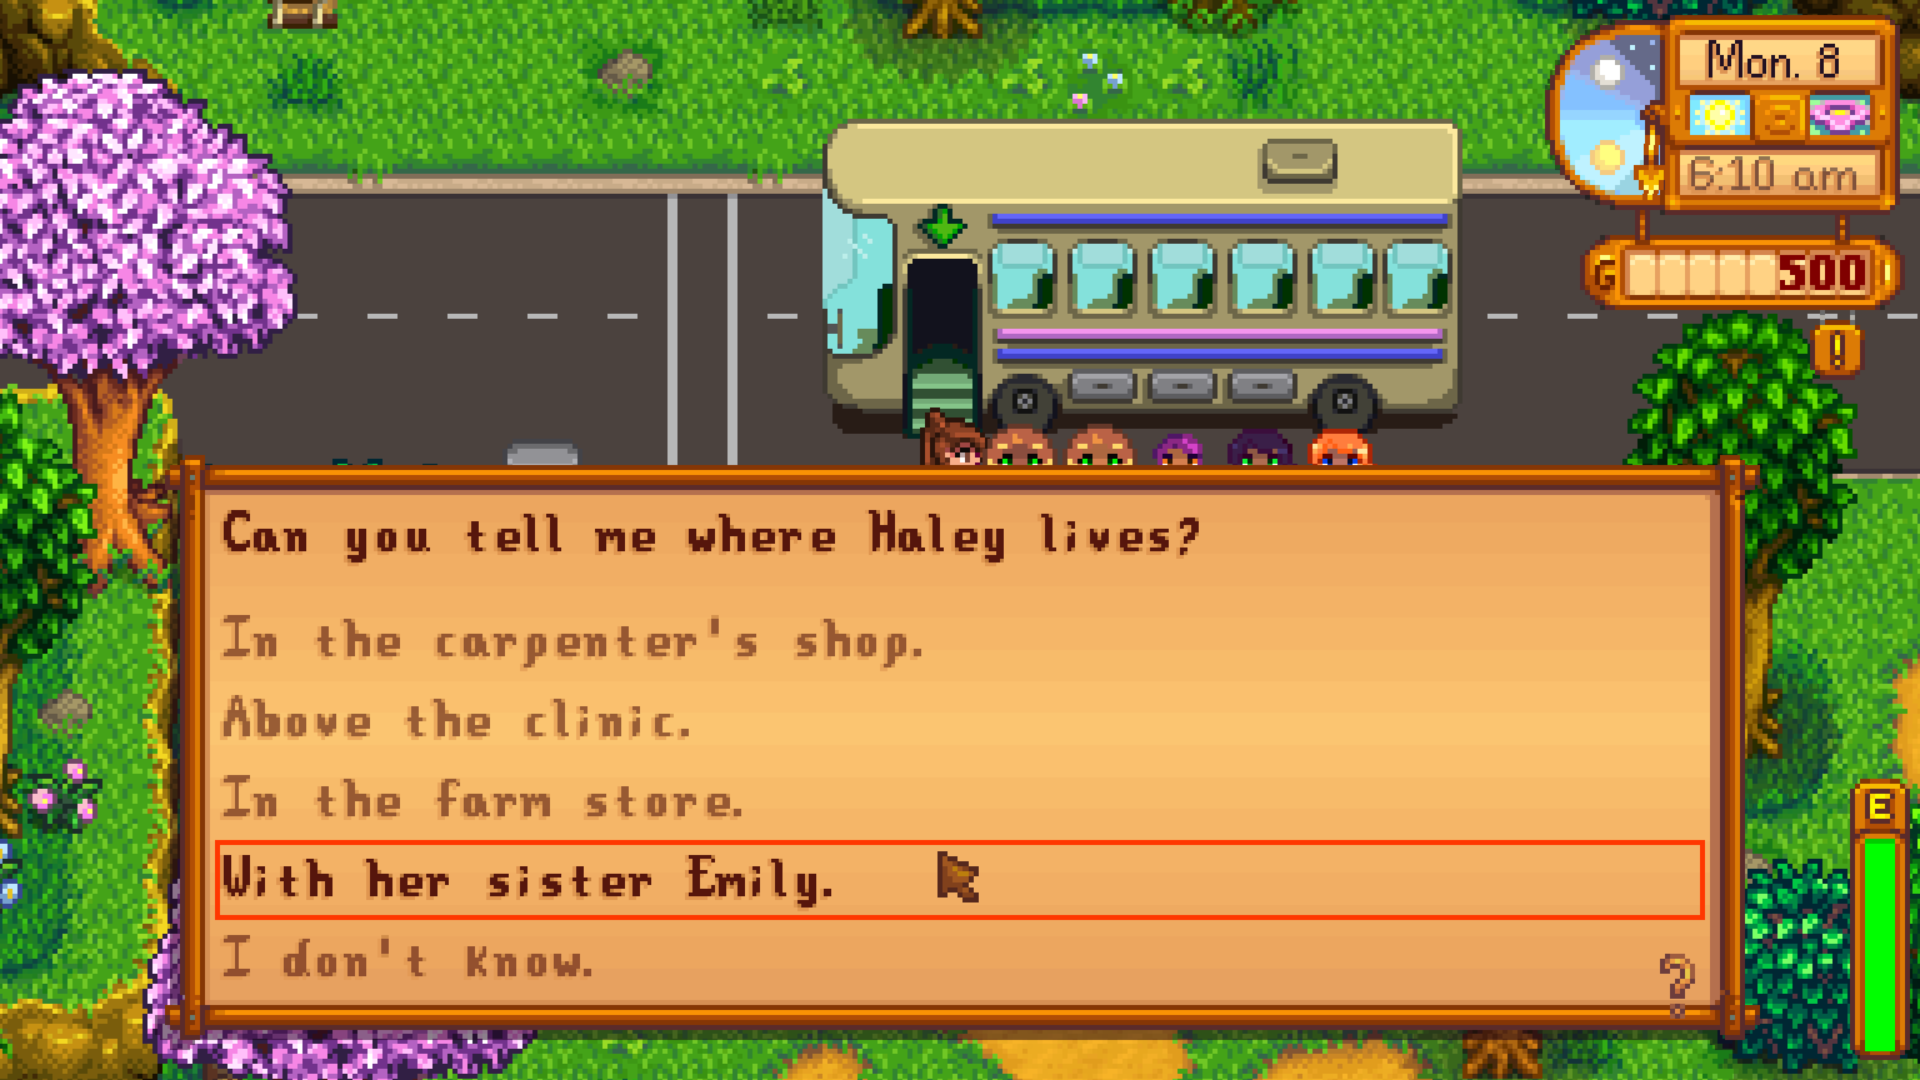 Mon. 8
6:10 am
G 500
!
Can you tell me where Haley lives?
In the carpenter's shop.
Above the clinic.
In the farm store.
With her sister Emily.
I don't know.
?
E